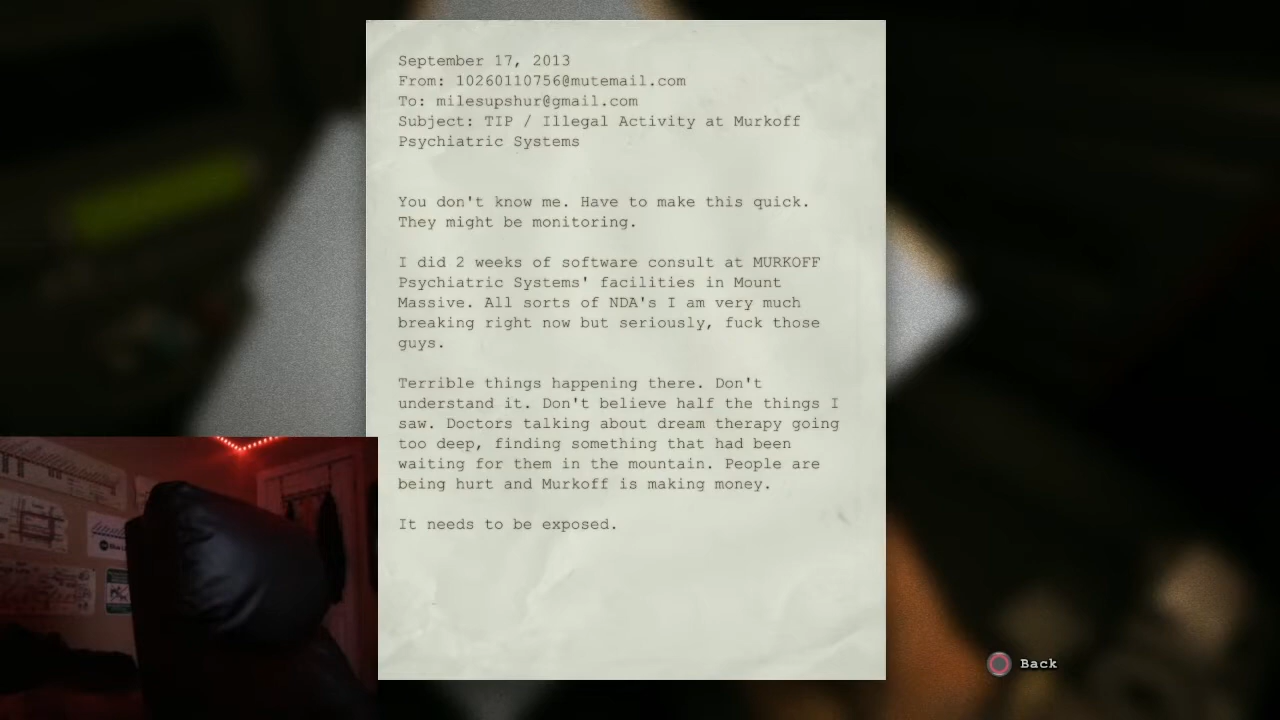 September 17, 2013
From: 10260110756@mutemail.com
To: milesupshur@gmail.com
Subject: TIP / Illegal Activity at Murkoff
Psychiatric Systems
You don't know me. Have to make this quick.
They might be monitoring.
I did 2 weeks of software consult at MURKOFF
Psychiatric Systems' facilities in Mount
Massive. All sorts of NDA's I am very much
breaking right now but seriously, fuck those
guys.
Terrible things happening there. Don't
understand it. Don't believe half the things I
saw. Doctors talking about dream therapy going
too deep, finding something that had been
waiting for them in the mountain. People are
being hurt and Murkoff is making money.
It needs to be exposed.
Back